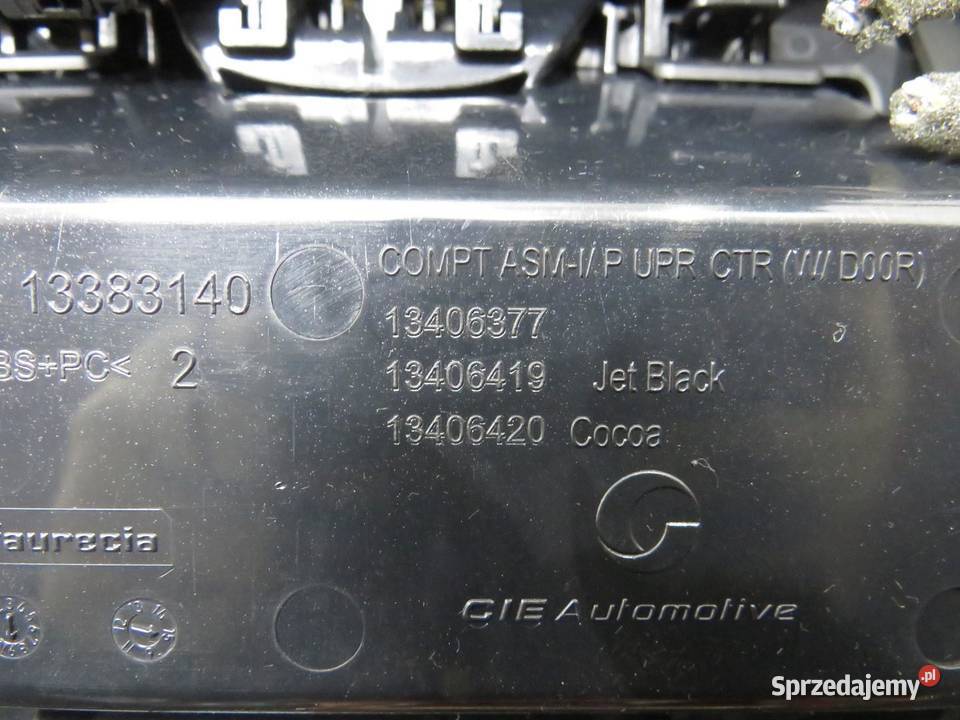 COMPT ASM-I/P UPR CTR (W/ D00R)
13383140
13406377
BS+PC< 2
13406419 Jet Black
13406420 Cocoa
faurecia
CIE Automotive
Sprzedajemy.pl